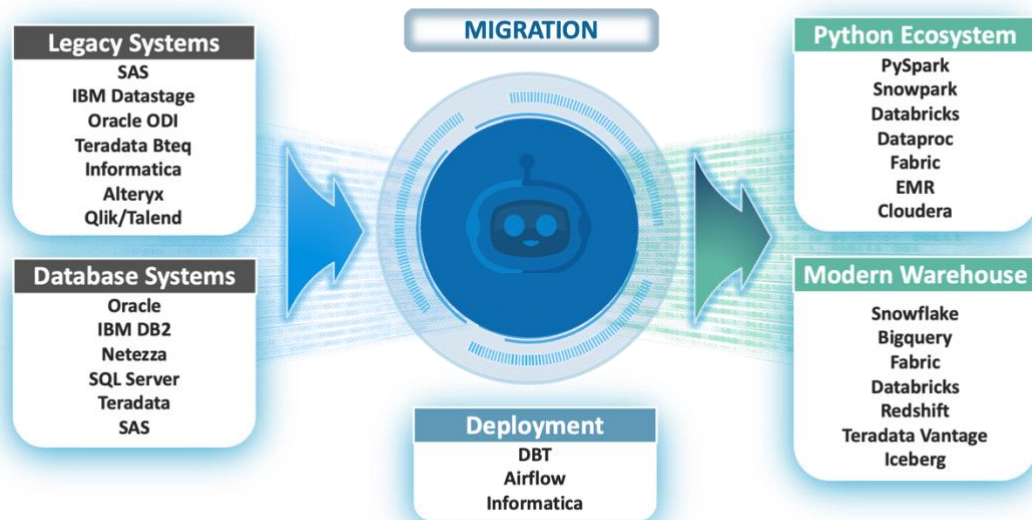 MIGRATION
Legacy Systems
SAS
IBM Datastage
Oracle ODI
Teradata Bteq
Informatica
Alteryx
Qlik/Talend
Database Systems
Oracle
IBM DB2
Netezza
SQL Server
Teradata
SAS
Deployment
DBT
Airflow
Informatica
Python Ecosystem
PySpark
Snowpark
Databricks
Dataproc
Fabric
EMR
Cloudera
Modern Warehouse
Snowflake
Bigquery
Fabric
Databricks
Redshift
Teradata Vantage
Iceberg